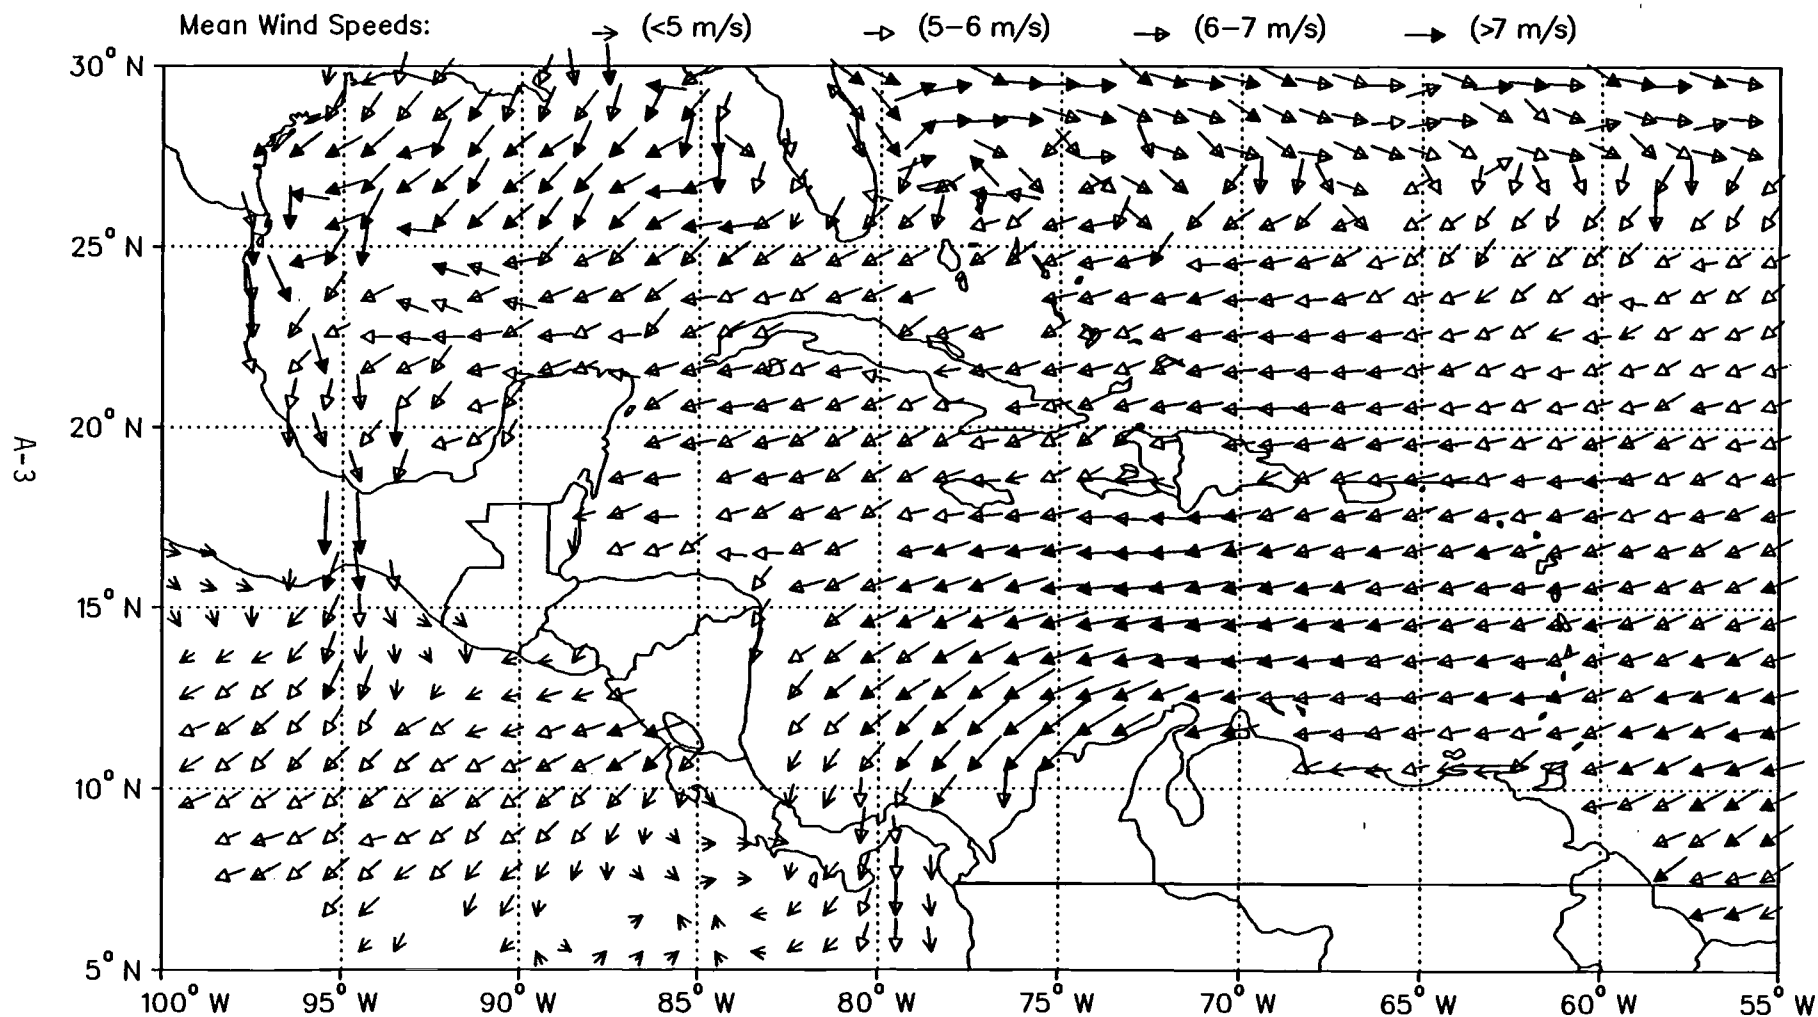 Mean Wind Speeds: (<5 m/s) (5–6 m/s) (6–7 m/s) (>7 m/s)
30° N
25° N
20° N
15° N
10° N
5° N
100° W 95° W 90° W 85° W 80° W 75° W 70° W 65° W 60° W 55° W
A-3